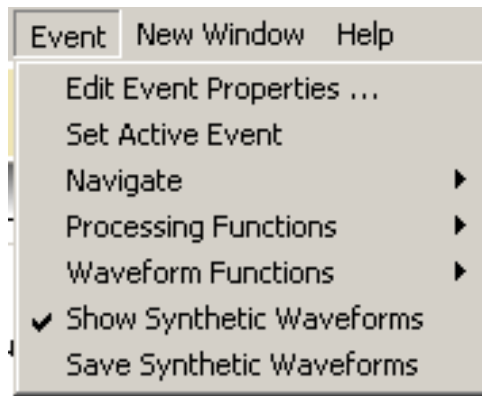 Event New Window Help
Edit Event Properties ...
Set Active Event
Navigate
Processing Functions
Waveform Functions
Show Synthetic Waveforms
Save Synthetic Waveforms